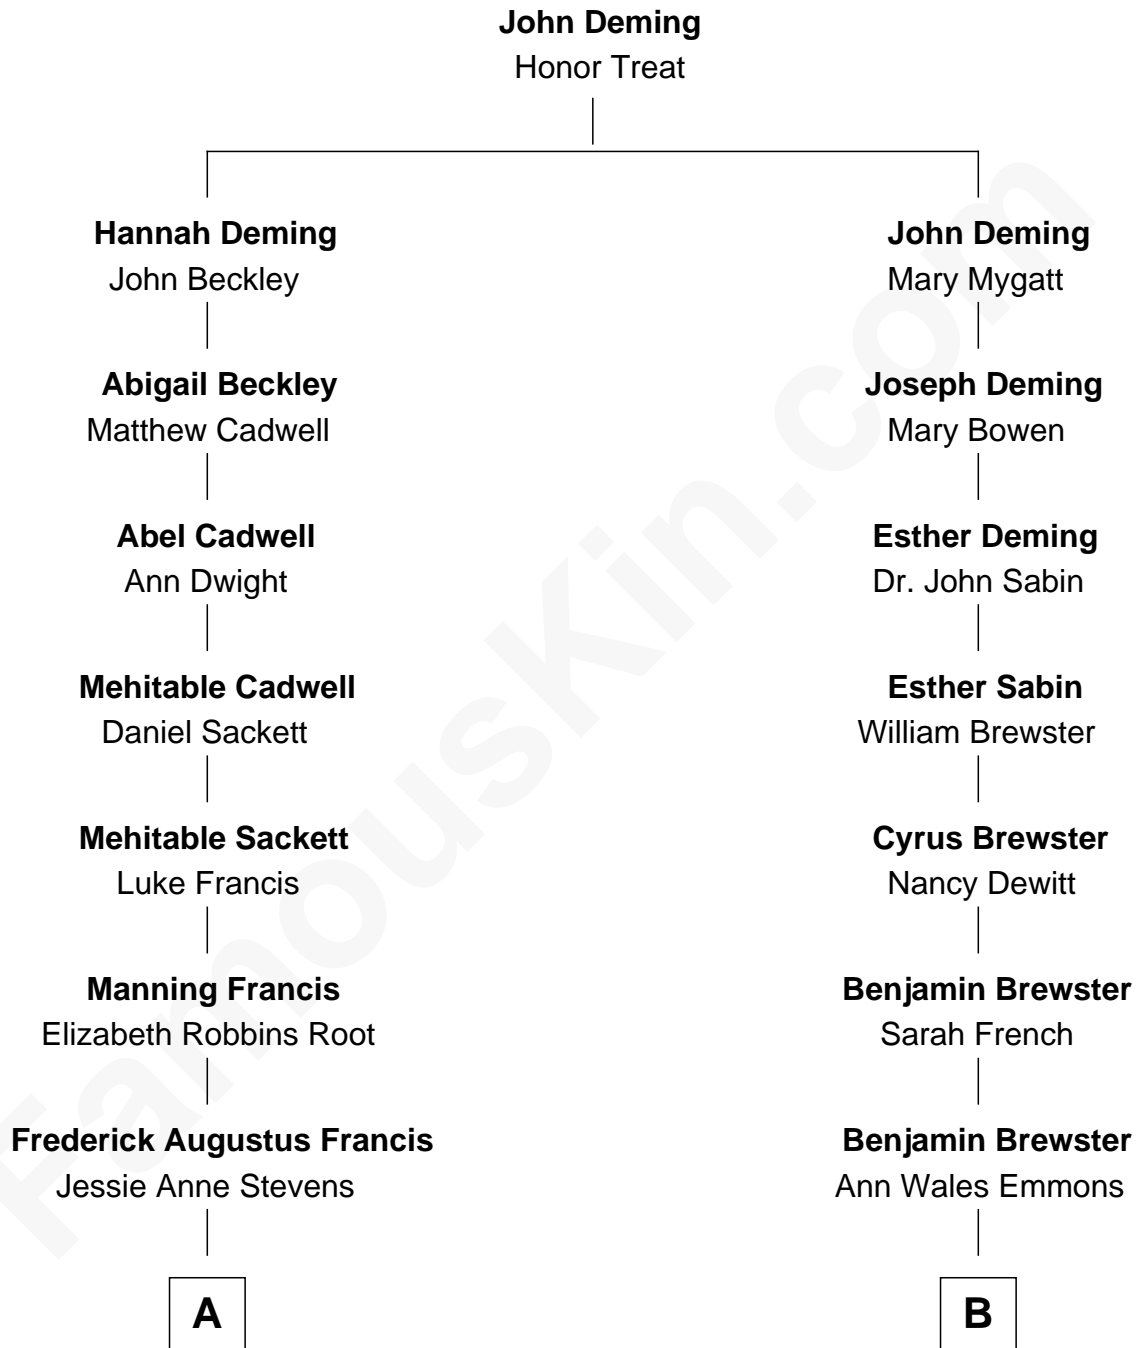 John Deming
Honor Treat
Hannah Deming
John Beckley
John Deming
Mary Mygatt
Abigail Beckley
Matthew Cadwell
Joseph Deming
Mary Bowen
Abel Cadwell
Ann Dwight
Esther Deming
Dr. John Sabin
Mehitable Cadwell
Daniel Sackett
Esther Sabin
William Brewster
Mehitable Sackett
Luke Francis
Cyrus Brewster
Nancy Dewitt
Manning Francis
Elizabeth Robbins Root
Benjamin Brewster
Sarah French
Frederick Augustus Francis
Jessie Anne Stevens
Benjamin Brewster
Ann Wales Emmons
A
B
FamousKin.com